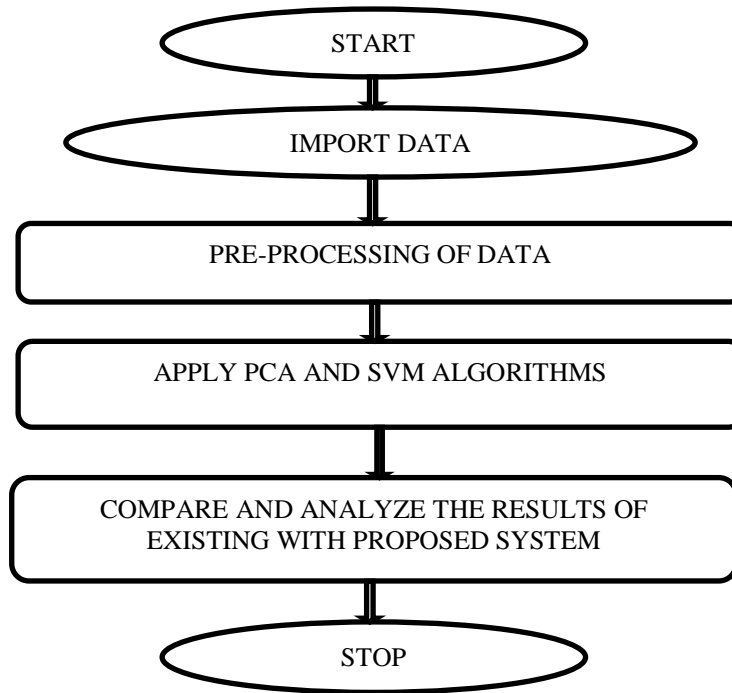 START
IMPORT DATA
PRE-PROCESSING OF DATA
APPLY PCA AND SVM ALGORITHMS
COMPARE AND ANALYZE THE RESULTS OF
EXISTING WITH PROPOSED SYSTEM
STOP